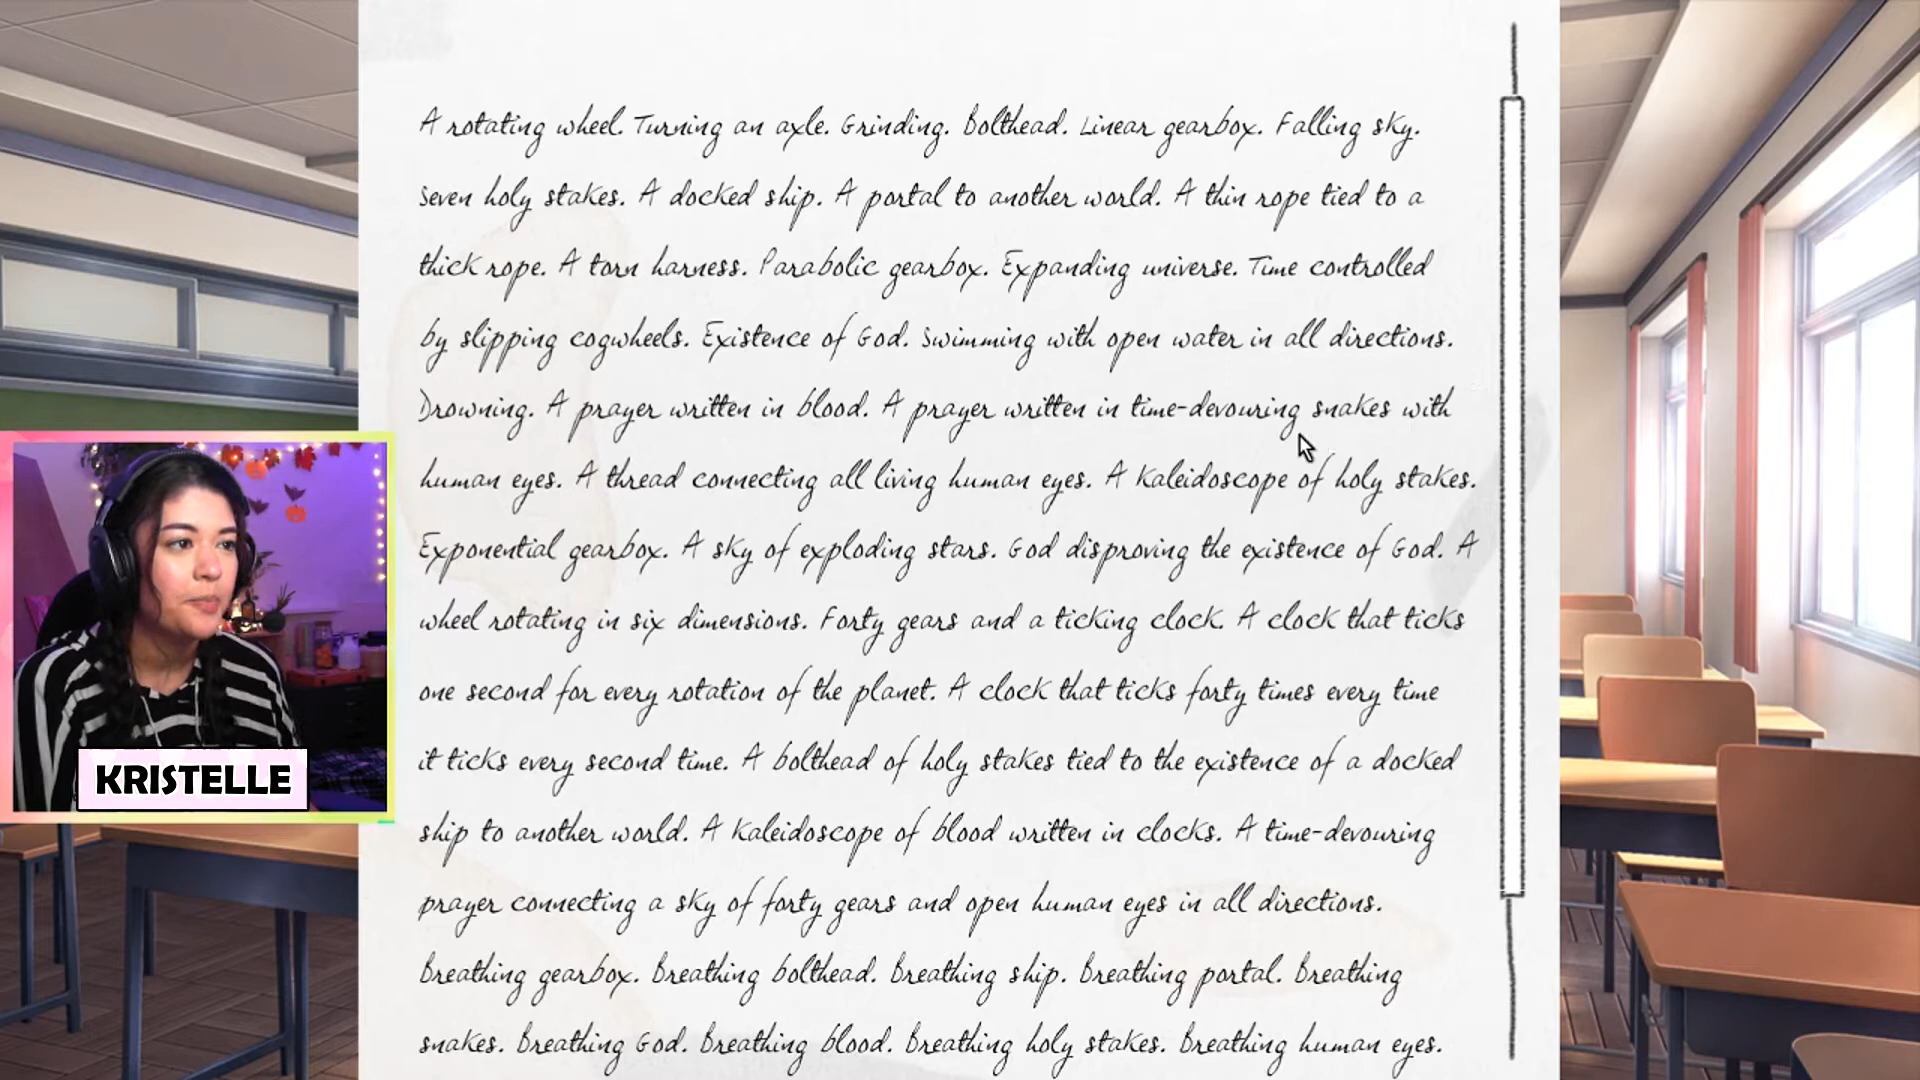 A rotating wheel. Turning an axle. Grinding. Bolthead. Linear gearbox. Falling sky.
Seven holy stakes. A docked ship. A portal to another world. A thin rope tied to a
thick rope. A torn harness. Parabolic gearbox. Expanding universe. Time controlled
by slipping cogwheels. Existence of God. Swimming with open water in all directions.
Drowning. A prayer written in blood. A prayer written in time-devouring snakes with
human eyes. A thread connecting all living human eyes. A kaleidoscope of holy stakes.
Exponential gearbox. A sky of exploding stars. God disproving the existence of God. A
wheel rotating in six dimensions. Forty gears and a ticking clock. A clock that ticks
one second for every rotation of the planet. A clock that ticks forty times every time
it ticks every second time. A bolthead of holy stakes tied to the existence of a docked
ship to another world. A kaleidoscope of blood written in clocks. A time-devouring
prayer connecting a sky of forty gears and open human eyes in all directions.
Breathing gearbox. Breathing bolthead. Breathing ship. Breathing portal. Breathing
snakes. Breathing God. Breathing blood. Breathing holy stakes. Breathing human eyes.
KRISTELLE